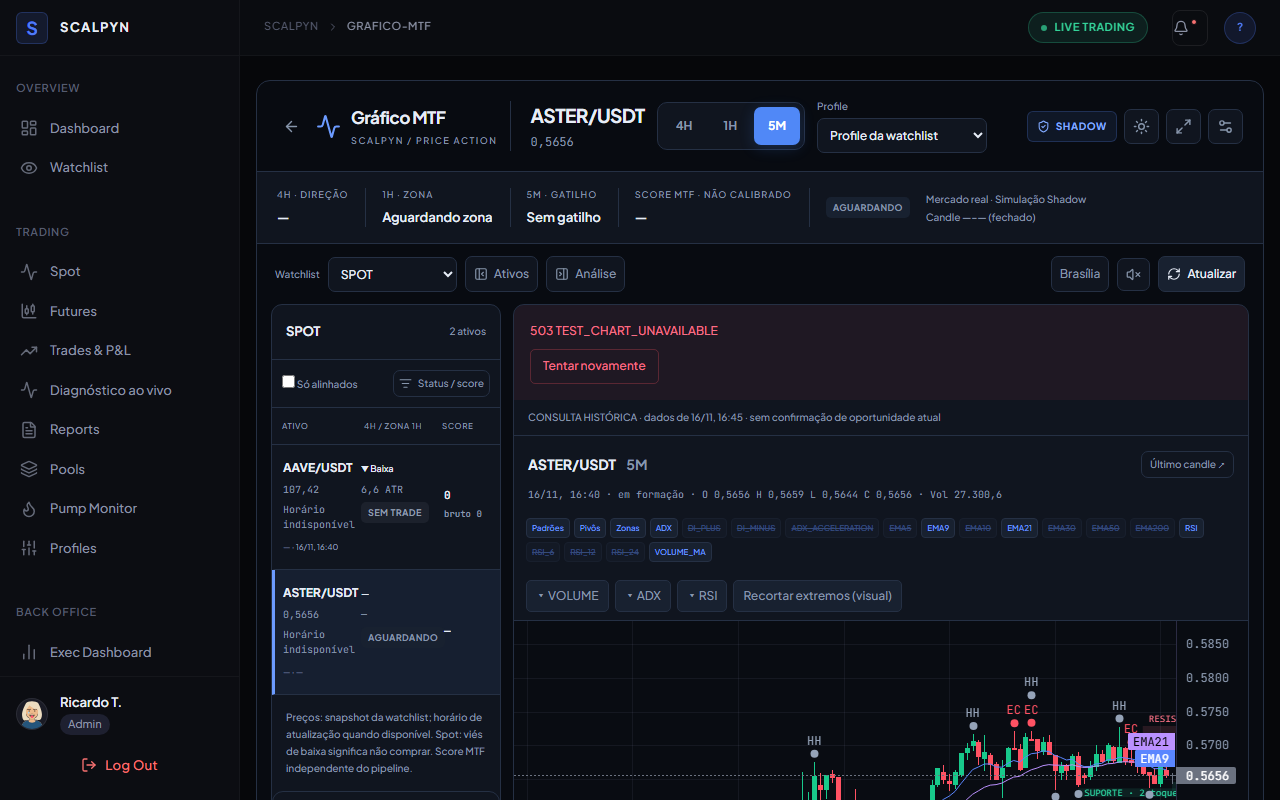 S SCALPYN
OVERVIEW
Dashboard
Watchlist
TRADING
Spot
Futures
Trades & P&L
Diagnóstico ao vivo
Reports
Pools
Pump Monitor
Profiles
BACK OFFICE
Exec Dashboard
Ricardo T.
Admin
Log Out
SCALPYN > GRAFICO-MTF
LIVE TRADING
?
Gráfico MTF
SCALPYN / PRICE ACTION
ASTER/USDT
0,5656
4H 1H 5M
Profile
Profile da watchlist
SHADOW
4H · DIREÇÃO
—
1H · ZONA
Aguardando zona
5M · GATILHO
Sem gatilho
SCORE MTF · NÃO CALIBRADO
—
AGUARDANDO
Mercado real · Simulação Shadow
Candle —–— (fechado)
Watchlist SPOT Ativos Análise
Brasília Atualizar
SPOT 2 ativos
Só alinhados Status / score
ATIVO 4H / ZONA 1H SCORE
AAVE/USDT ▼ Baixa
107,42 6,6 ATR 0
Horário indisponível SEM TRADE bruto 0
— · 16/11, 16:40
ASTER/USDT —
0,5656 — —
Horário indisponível AGUARDANDO
— · —
Preços: snapshot da watchlist; horário de
atualização quando disponível. Spot: viés
de baixa significa não comprar. Score MTF
independente do pipeline.
503 TEST_CHART_UNAVAILABLE
Tentar novamente
CONSULTA HISTÓRICA · dados de 16/11, 16:45 · sem confirmação de oportunidade atual
ASTER/USDT 5M
Último candle ↗
16/11, 16:40 · em formação · O 0,5656 H 0,5659 L 0,5644 C 0,5656 · Vol 27.300,6
Padrões Pivôs Zonas ADX DI_PLUS DI_MINUS ADX_ACCELERATION EMA5 EMA9 EMA10 EMA21 EMA30 EMA50 EMA200 RSI
RSI_6 RSI_12 RSI_24 VOLUME_MA
▾ VOLUME ▾ ADX ▾ RSI Recortar extremos (visual)
0.5850
0.5800
HH
HH EC EC HH 0.5750
EC RESIS
HH EMA21 0.5700
EMA9
0.5656
SUPORTE · 2 toque